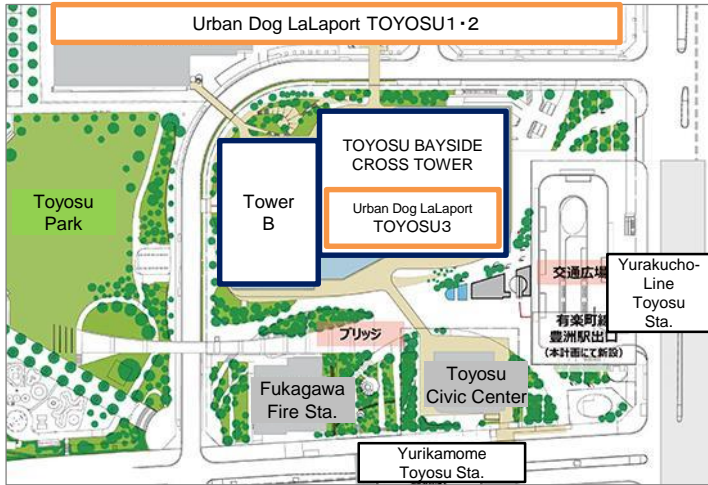 Urban Dog LaLaport TOYOSU1・2
TOYOSU BAYSIDE
CROSS TOWER
Tower
B
Urban Dog LaLaport
TOYOSU3
Toyosu
Park
交通広場
Yurakucho-
Line
Toyosu
Sta.
有楽町線
豊洲駅出口
(本計画にて新設)
ブリッジ
Fukagawa
Fire Sta.
Toyosu
Civic Center
Yurikamome
Toyosu Sta.